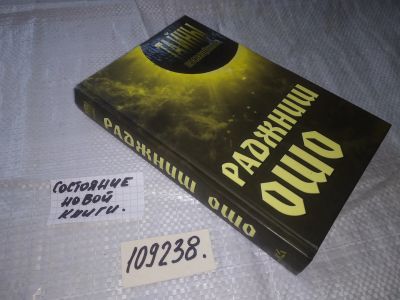 ТАЙНЫ
РАДЖНИШ
ОШО
РАДЖНИШ ОШО
СОСТОЯНИЕ
НОВОЙ
КНИГИ.
109238.